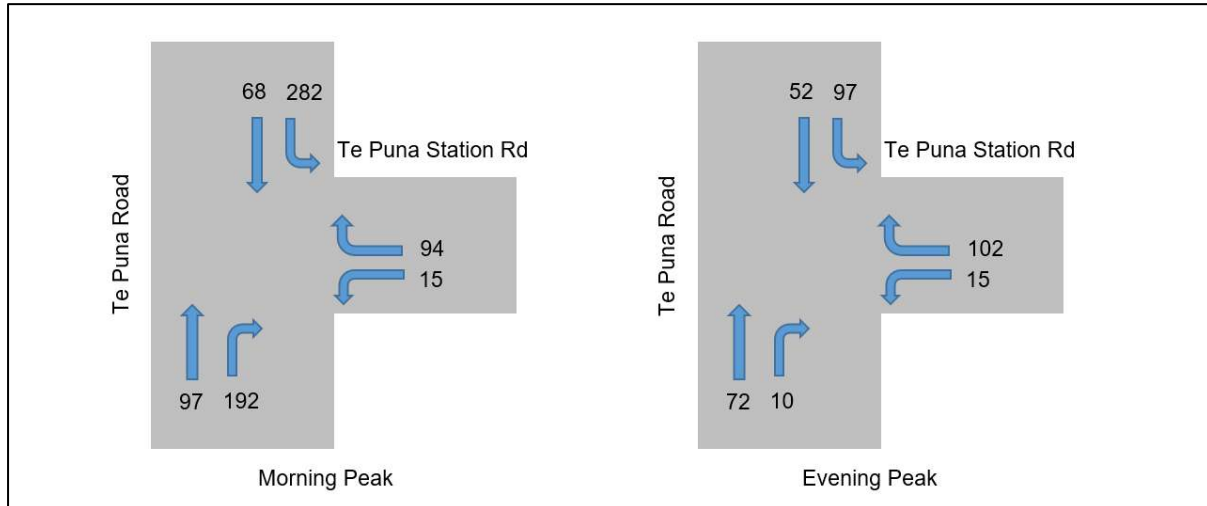 68 282
Te Puna Station Rd
Te Puna Road
94
15
97 192
Morning Peak
52 97
Te Puna Station Rd
Te Puna Road
102
15
72 10
Evening Peak